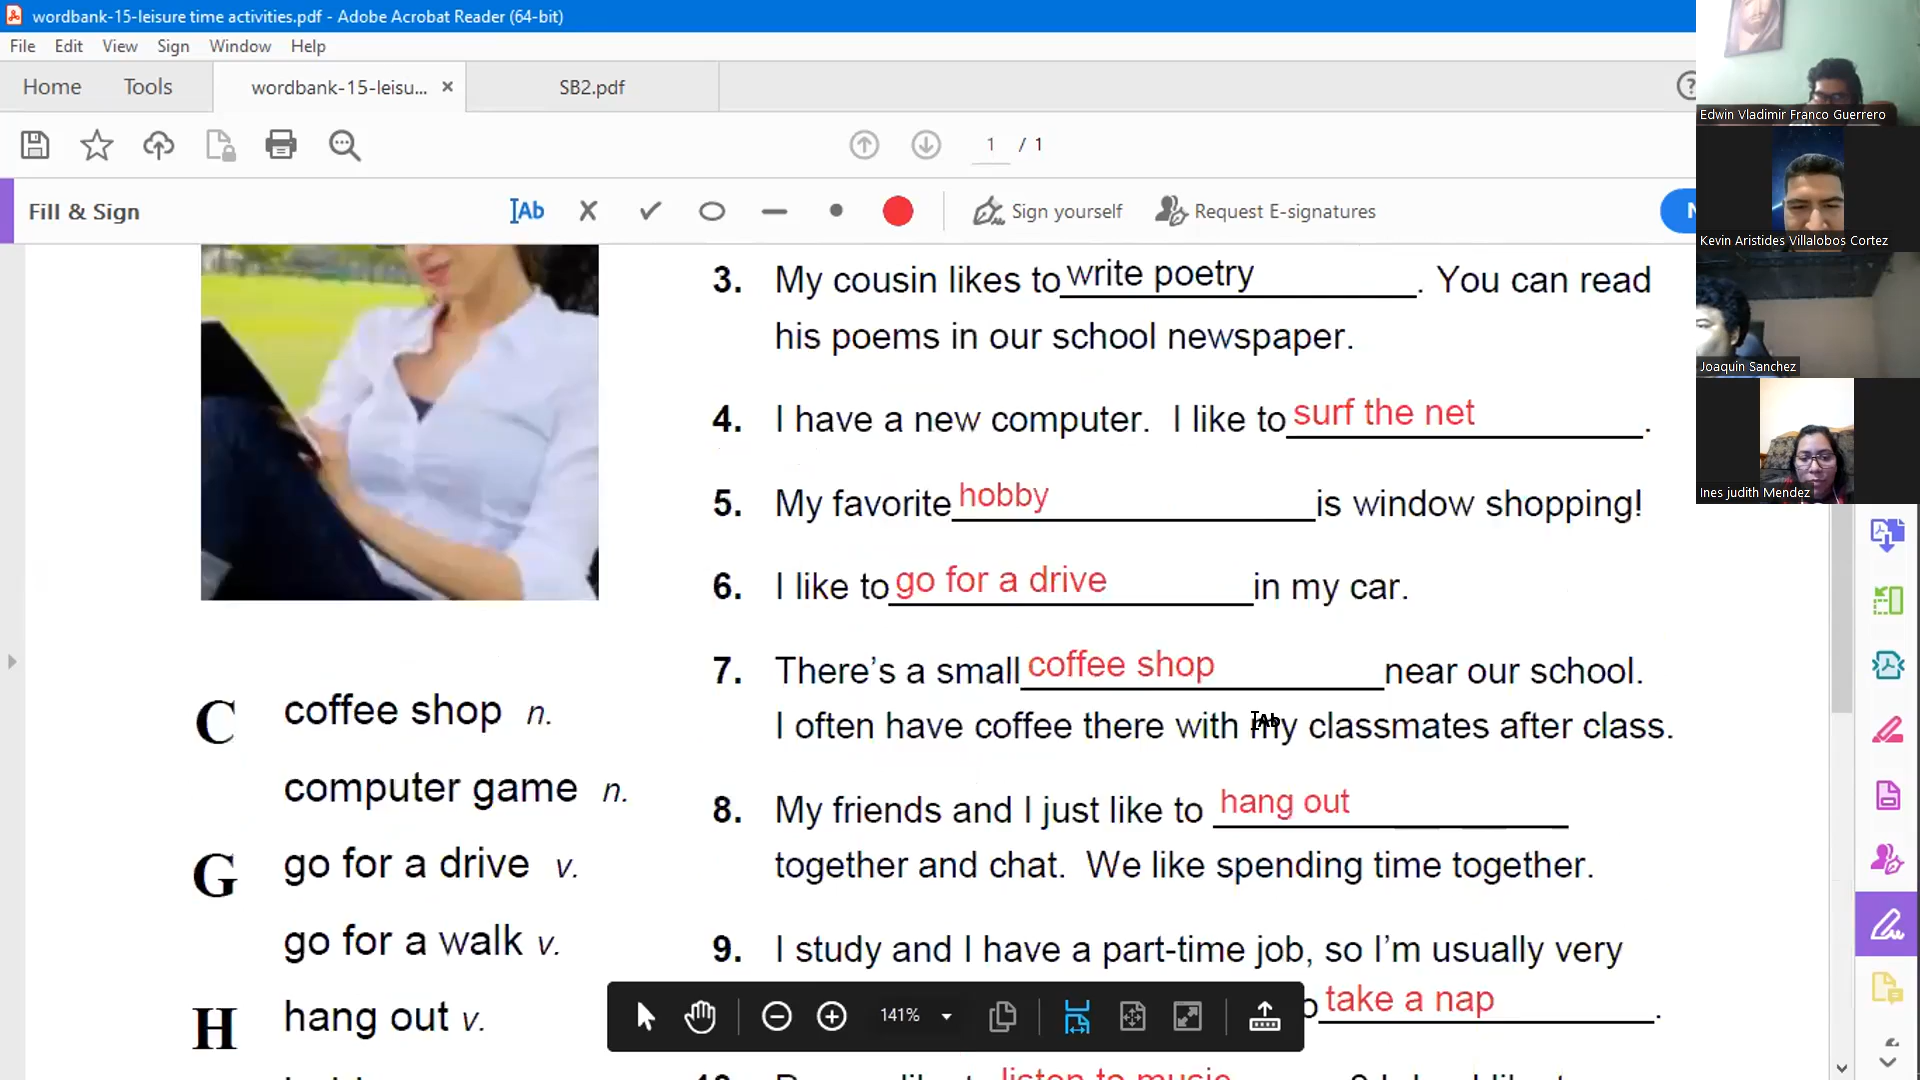 wordbank-15-leisure time activities.pdf - Adobe Acrobat Reader (64-bit)
File Edit View Sign Window Help
Home Tools wordbank-15-leisu... × SB2.pdf
1 / 1
Fill & Sign
Ab
Sign yourself
Request E-signatures
Edwin Vladimir Franco Guerrero
Kevin Aristides Villalobos Cortez
Joaquin Sanchez
Ines judith Mendez
3. My cousin likes to write poetry. You can read
his poems in our school newspaper.
4. I have a new computer. I like to surf the net.
5. My favorite hobby is window shopping!
6. I like to go for a drive in my car.
7. There's a small coffee shop near our school.
I often have coffee there with my classmates after class.
8. My friends and I just like to hang out
together and chat. We like spending time together.
9. I study and I have a part-time job, so I'm usually very
take a nap.
listen to music
C coffee shop n.
computer game n.
G go for a drive v.
go for a walk v.
H hang out v.
141%